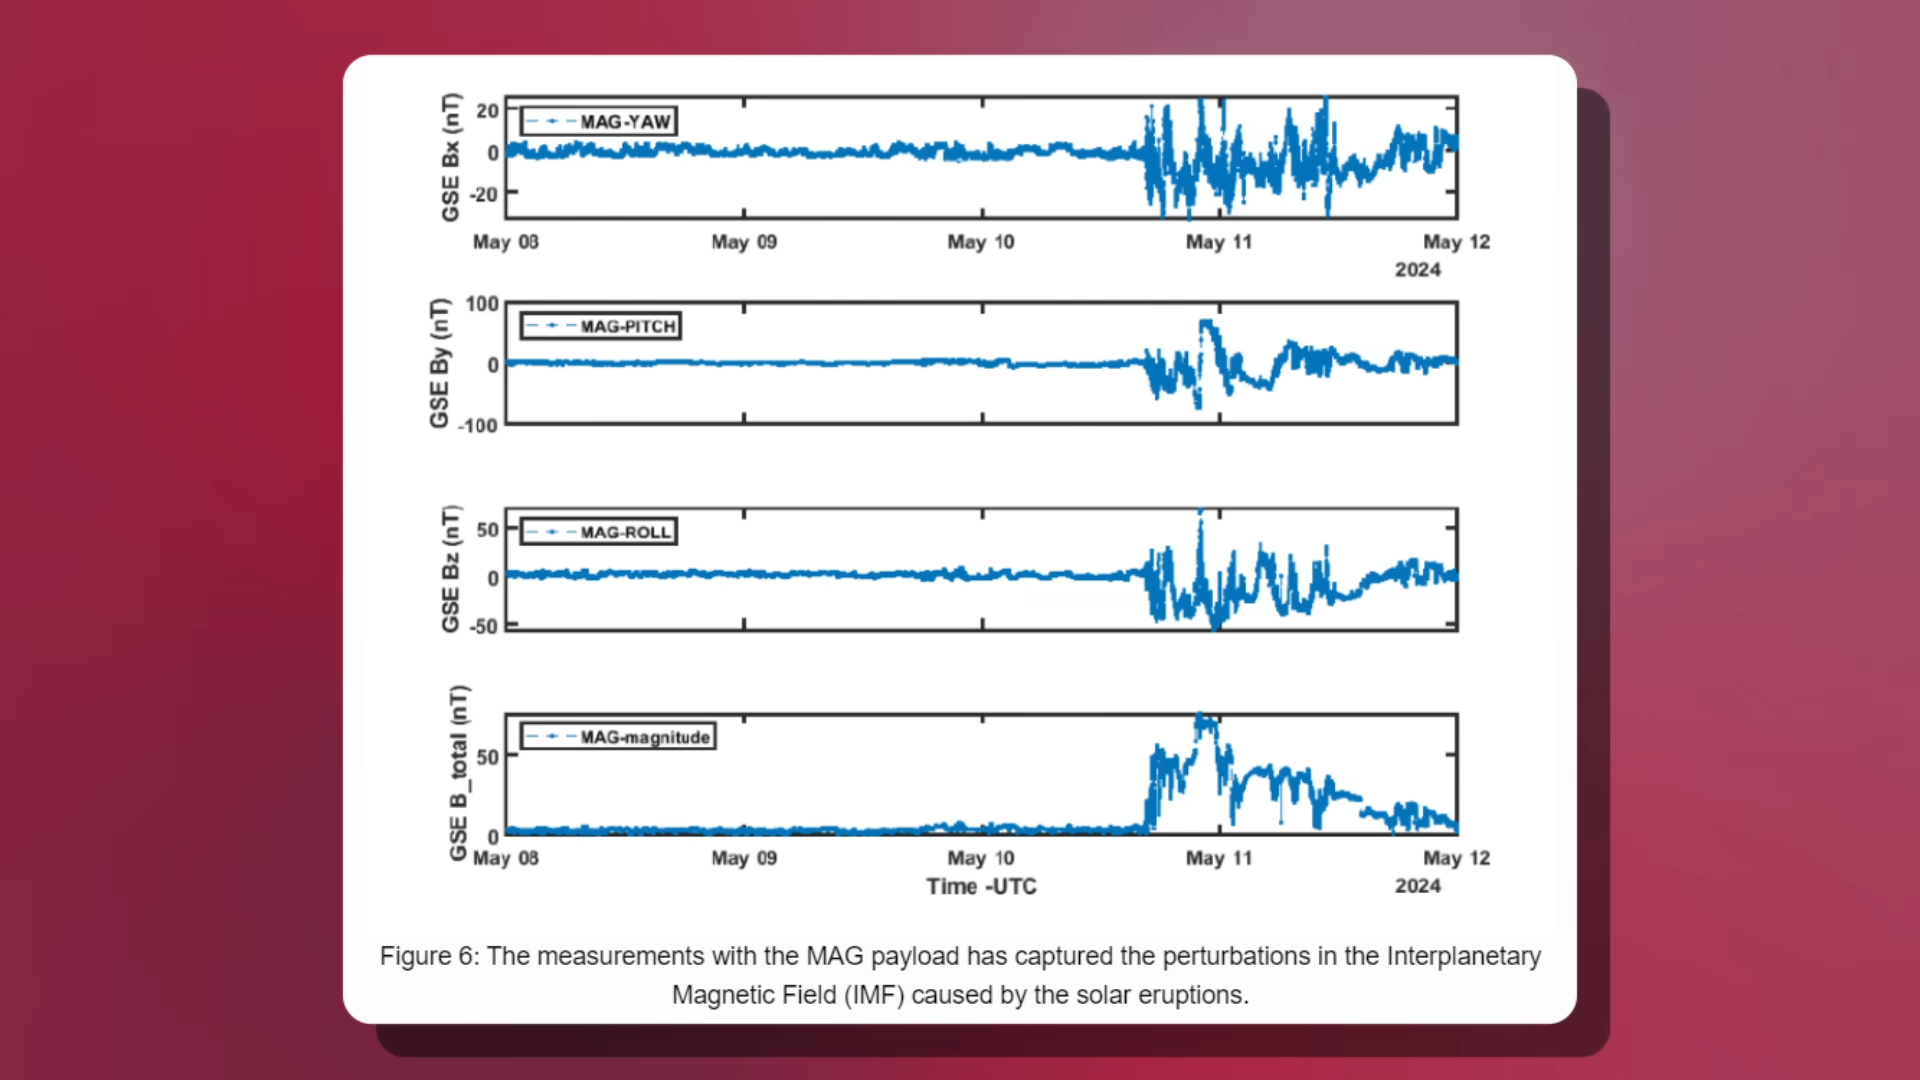 GSE Bx (nT)
20
0
-20
MAG-YAW
May 08
May 09
May 10
May 11
May 12
2024
GSE By (nT)
100
0
-100
MAG-PITCH
GSE Bz (nT)
50
0
-50
MAG-ROLL
GSE B_total (nT)
50
0
MAG-magnitude
May 08
May 09
May 10
May 11
May 12
Time -UTC
2024
Figure 6: The measurements with the MAG payload has captured the perturbations in the Interplanetary
Magnetic Field (IMF) caused by the solar eruptions.